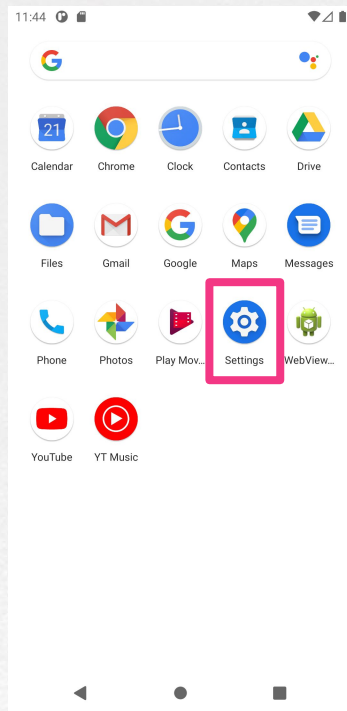 11:44
Calendar Chrome Clock Contacts Drive
Files Gmail Google Maps Messages
Phone Photos Play Mov... Settings WebView...
YouTube YT Music